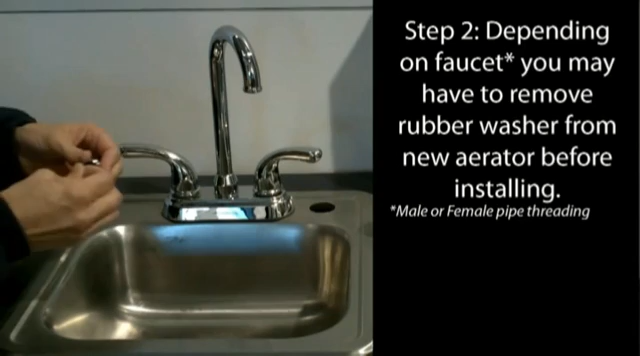 Step 2: Depending
on faucet* you may
have to remove
rubber washer from
new aerator before
installing.
*Male or Female pipe threading